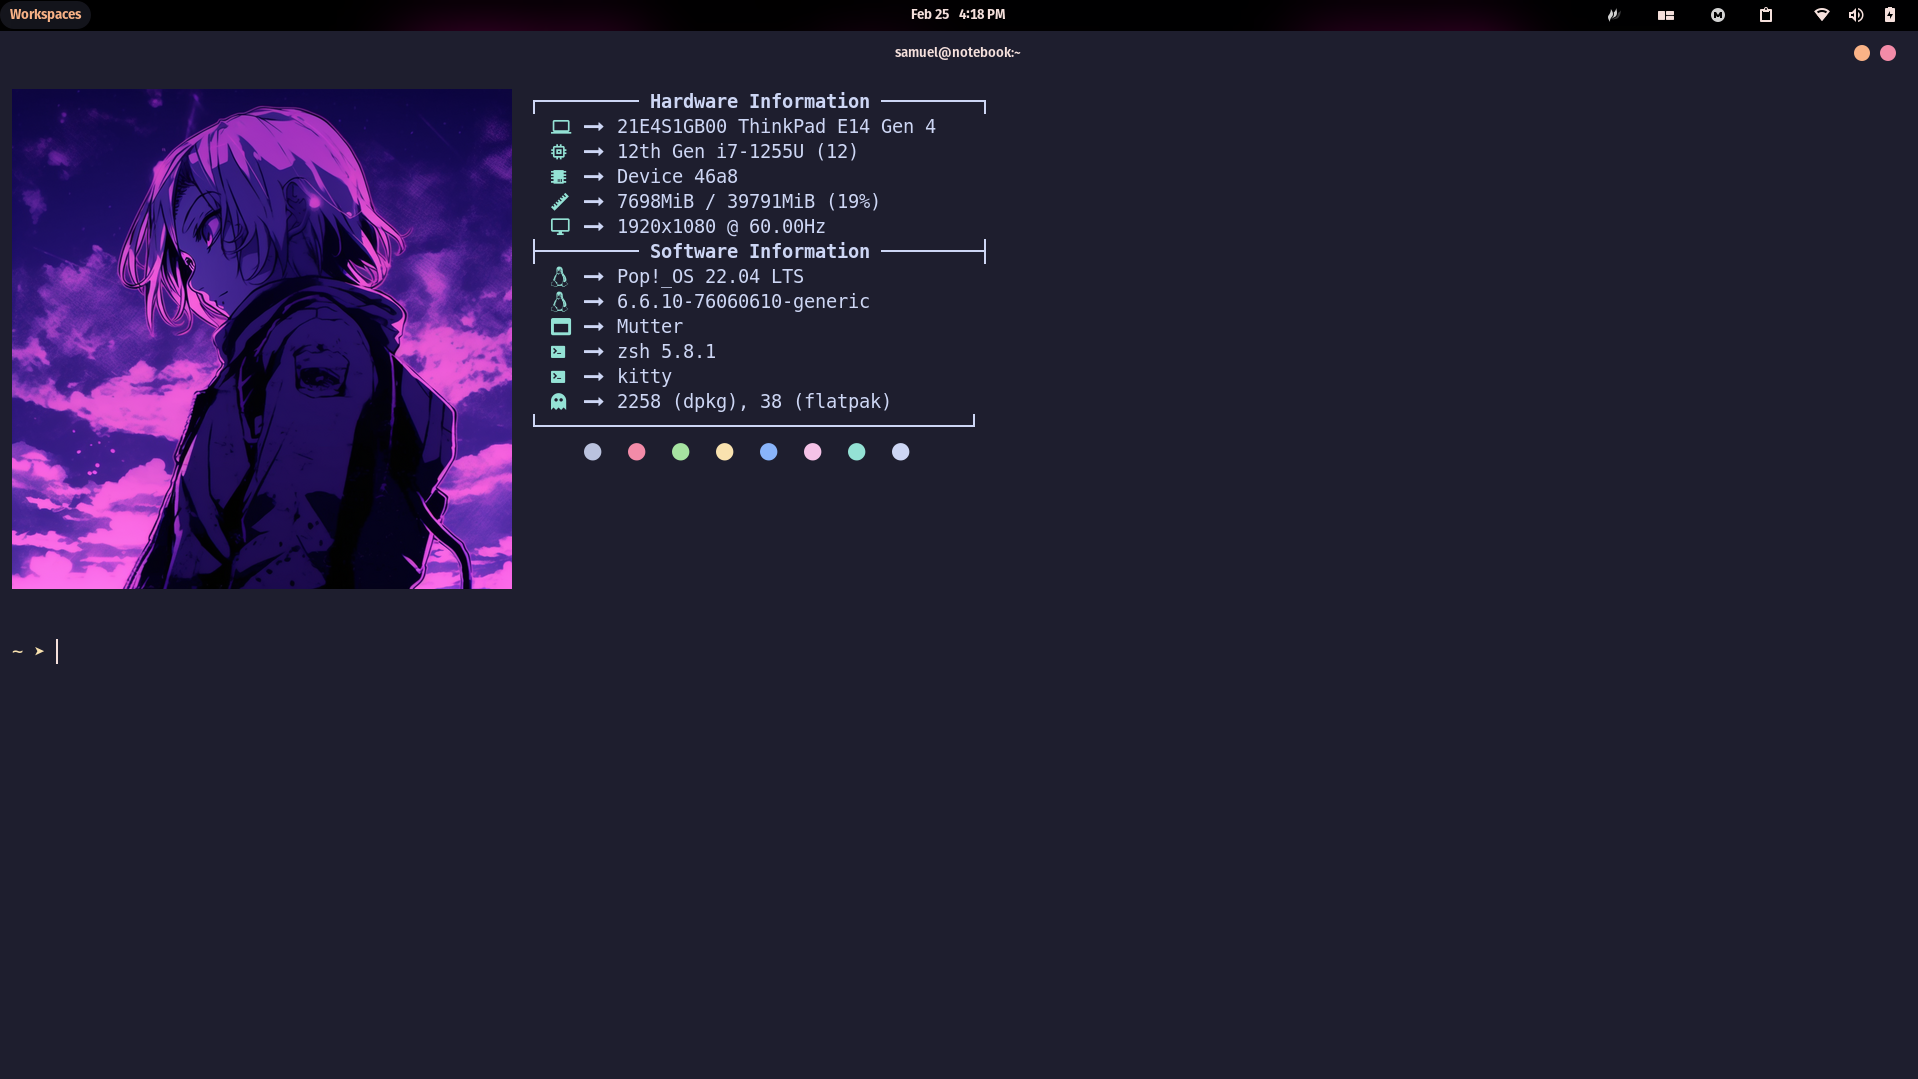 Workspaces
Feb 25 4:18 PM
samuel@notebook:~
Hardware Information
21E4S1GB00 ThinkPad E14 Gen 4
12th Gen i7-1255U (12)
Device 46a8
7698MiB / 39791MiB (19%)
1920x1080 @ 60.00Hz
Software Information
Pop!_OS 22.04 LTS
6.6.10-76060610-generic
Mutter
zsh 5.8.1
kitty
2258 (dpkg), 38 (flatpak)
~ ➤